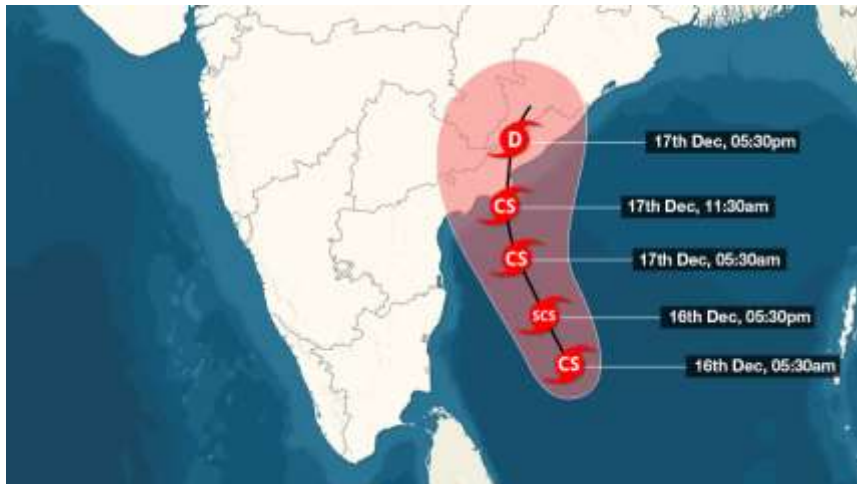 D
17th Dec, 05:30pm
CS
17th Dec, 11:30am
CS
17th Dec, 05:30am
SCS
16th Dec, 05:30pm
CS
16th Dec, 05:30am